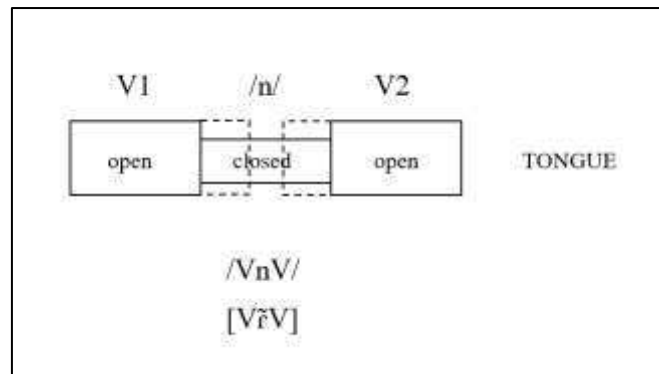 V1 /n/ V2
open closed open TONGUE
/VnV/
[Vr̃V]